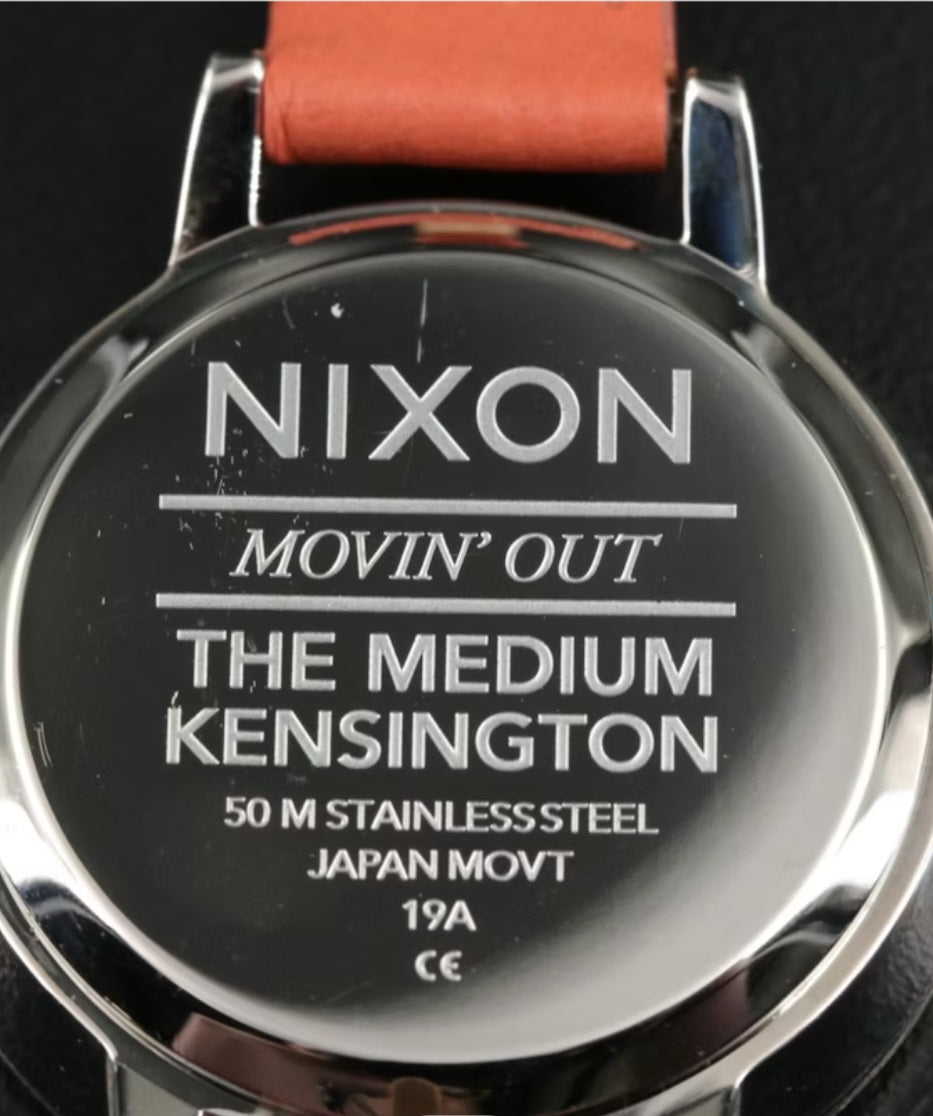 NIXON
MOVIN' OUT
THE MEDIUM
KENSINGTON
50 M STAINLESS STEEL
JAPAN MOVT
19A
CE